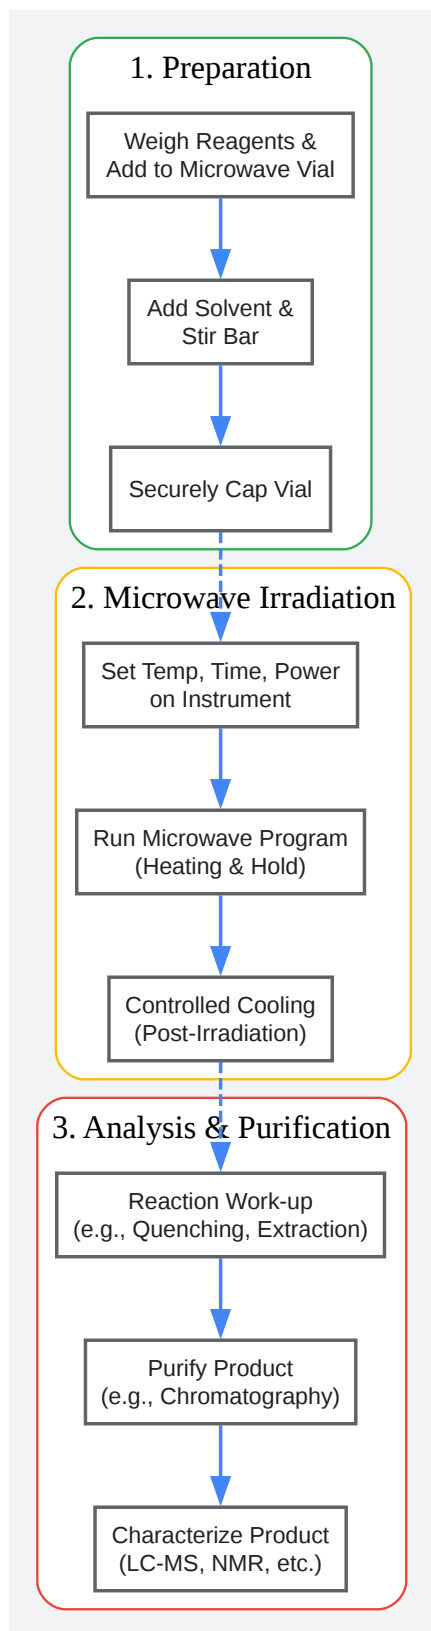 1. Preparation
Weigh Reagents &
Add to Microwave Vial
Add Solvent &
Stir Bar
Securely Cap Vial
2. Microwave Irradiation
Set Temp, Time, Power
on Instrument
Run Microwave Program
(Heating & Hold)
Controlled Cooling
(Post-Irradiation)
3. Analysis & Purification
Reaction Work-up
(e.g., Quenching, Extraction)
Purify Product
(e.g., Chromatography)
Characterize Product
(LC-MS, NMR, etc.)